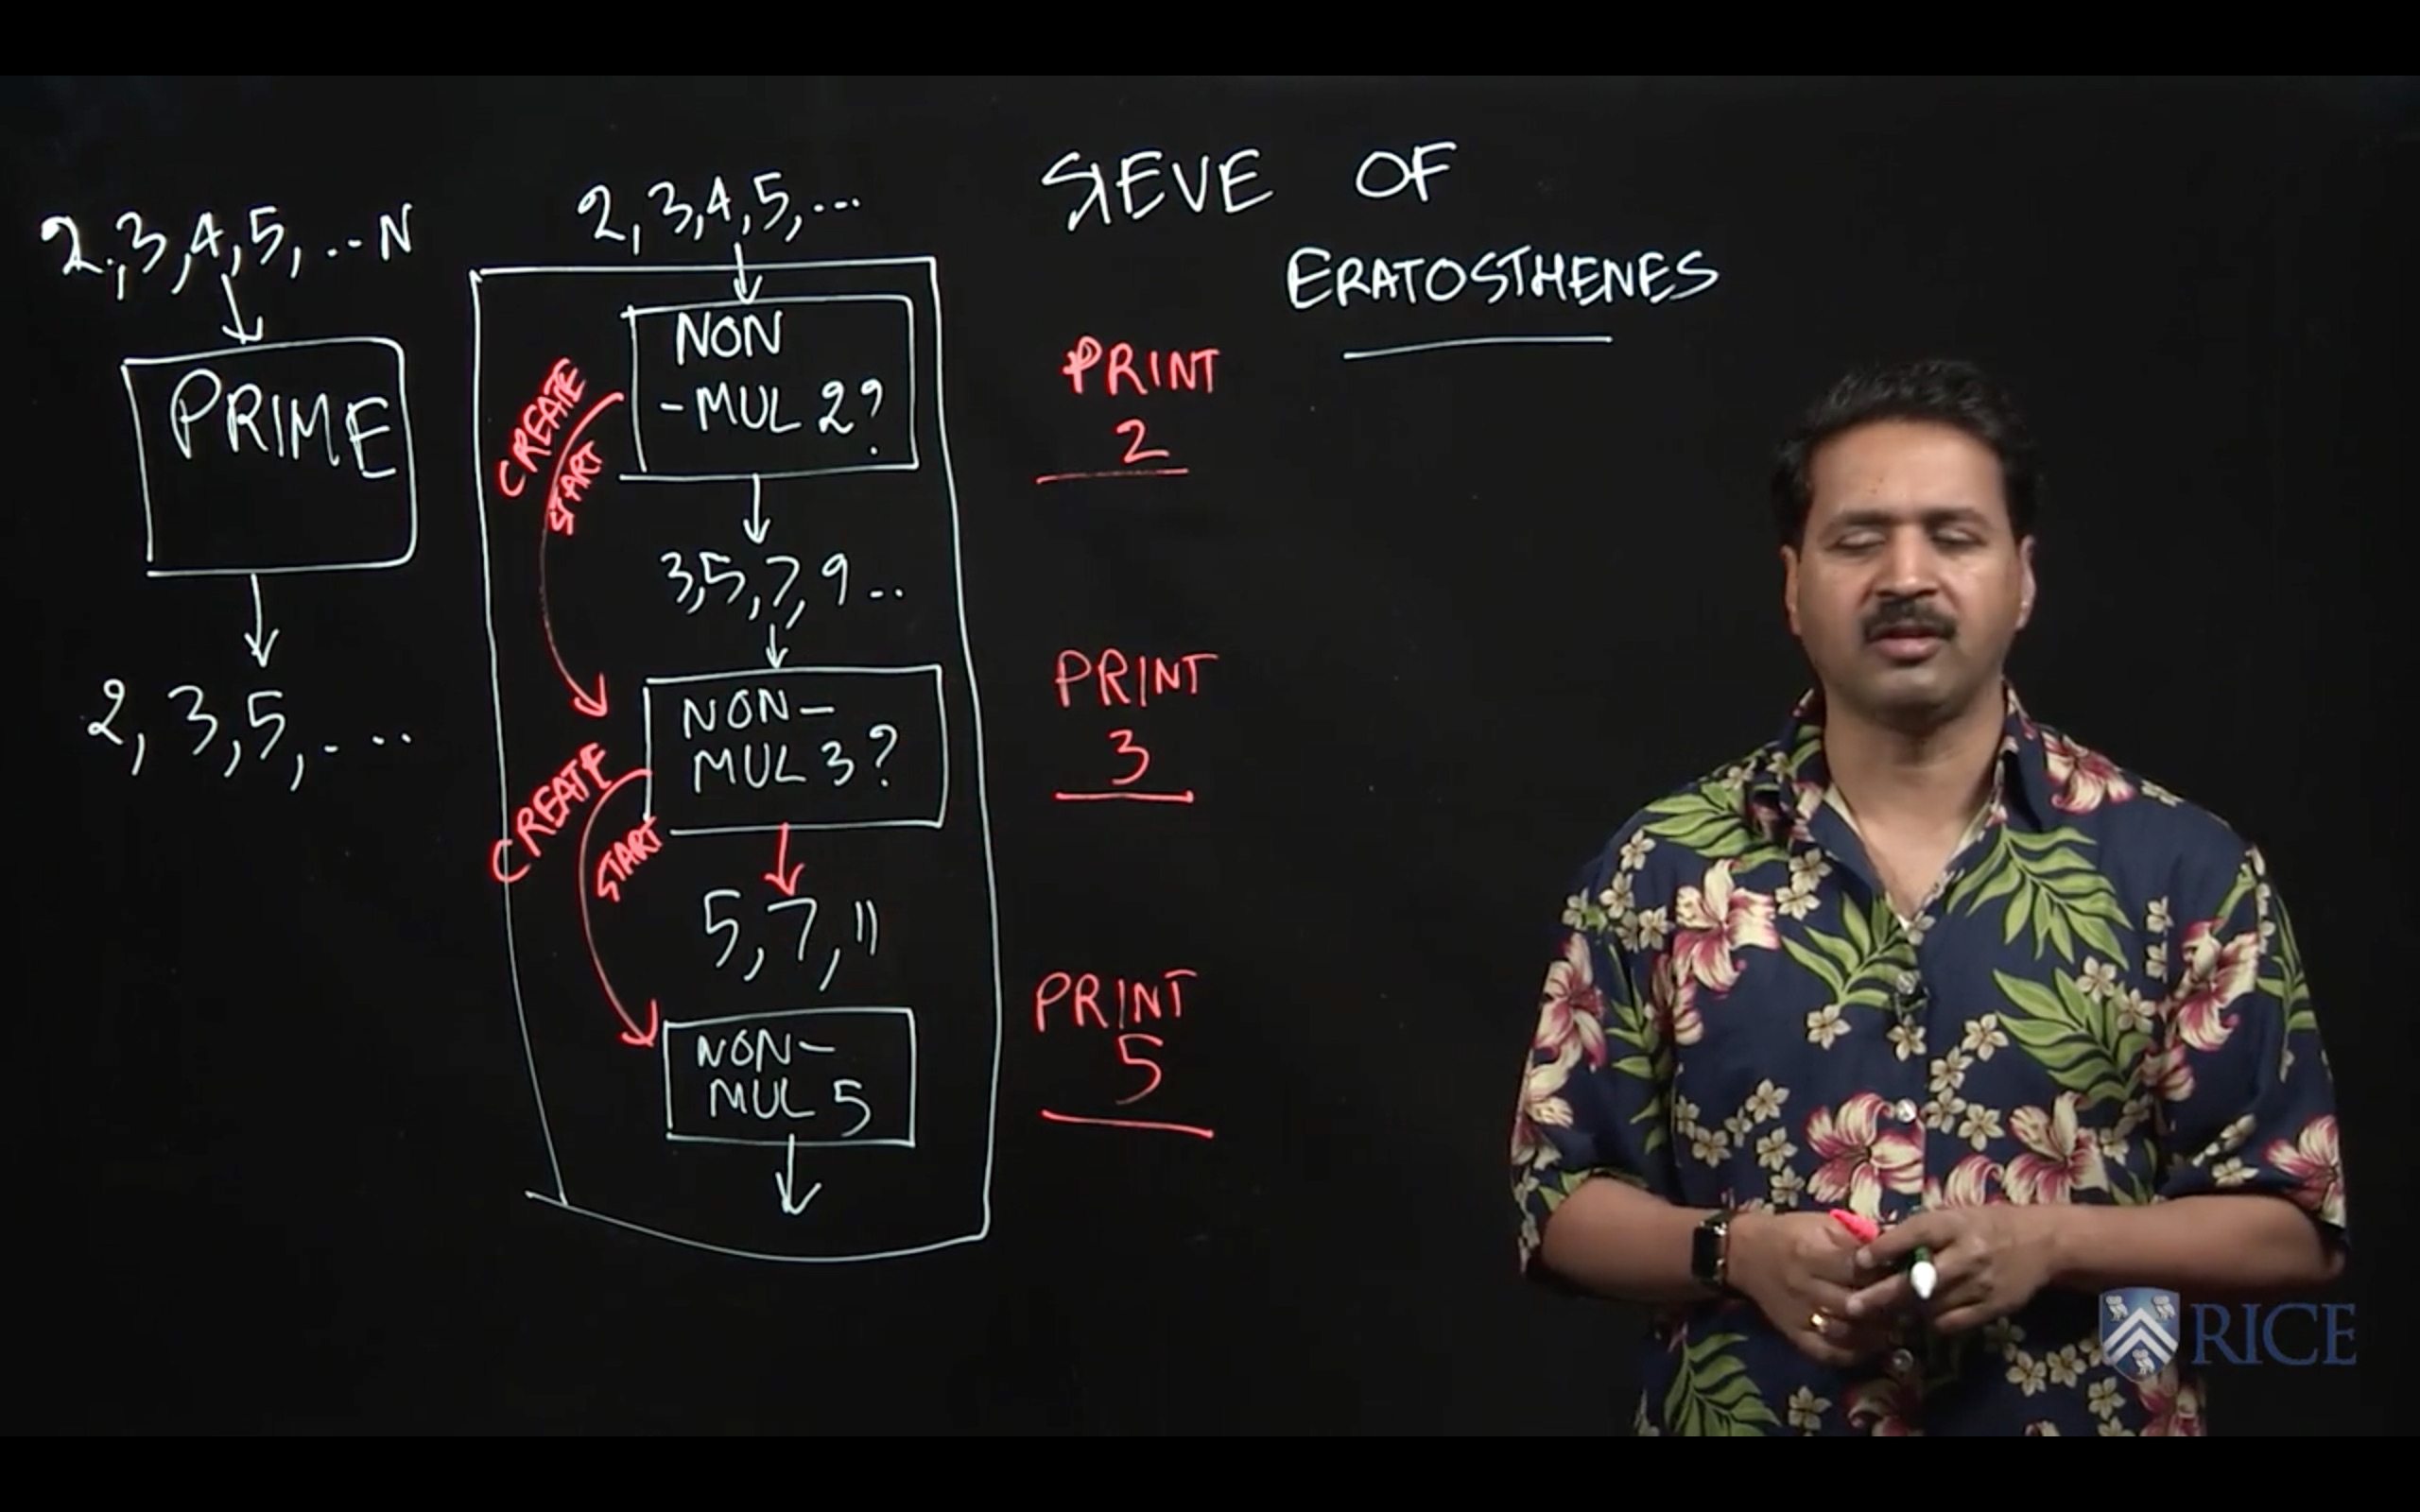 2, 3, 4, 5, ... N
PRIME
2, 3, 5, ....
2, 3, 4, 5, ...
NON
-MUL 2?
CREATE
START
3, 5, 7, 9 ..
NON-
MUL 3?
CREATE
START
5, 7, 11
NON-
MUL 5
SIEVE OF
ERATOSTHENES
PRINT
2
PRINT
3
PRINT
5
RICE